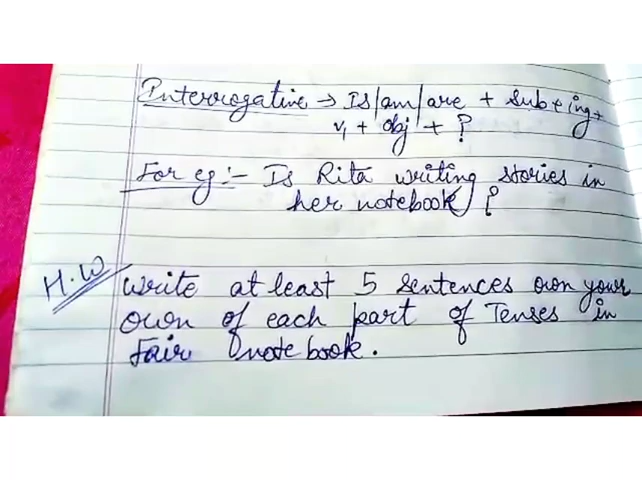 Interrogative → Is/am/are + sub + ing +
v₁ + obj + ?
For eg :- Is Rita writing stories in
her notebook ?
H.W write at least 5 sentences own your
own of each part of Tenses in
Fair notebook.